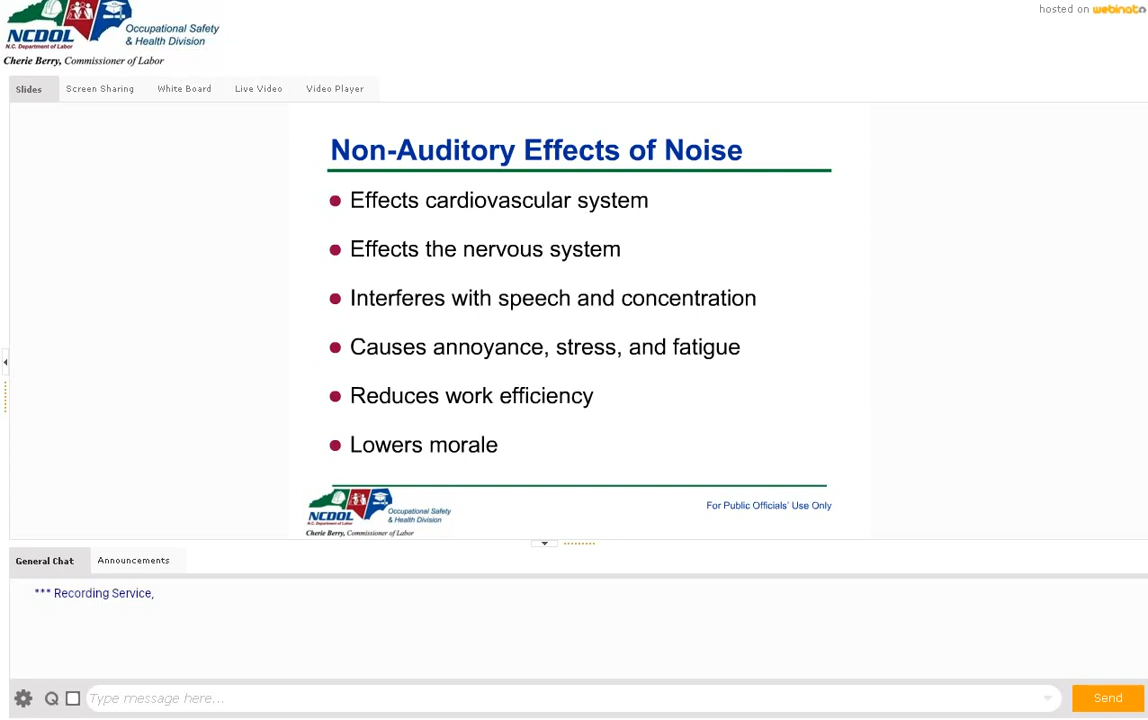 hosted on webinato
NCDOL
N.C. Department of Labor
Occupational Safety
& Health Division
Cherie Berry, Commissioner of Labor
Slides
Screen Sharing
White Board
Live Video
Video Player
Non-Auditory Effects of Noise
Effects cardiovascular system
Effects the nervous system
Interferes with speech and concentration
Causes annoyance, stress, and fatigue
Reduces work efficiency
Lowers morale
NCDOL
N.C. Department of Labor
Occupational Safety
& Health Division
Cherie Berry, Commissioner of Labor
For Public Officials' Use Only
General Chat
Announcements
*** Recording Service,
Type message here...
Send